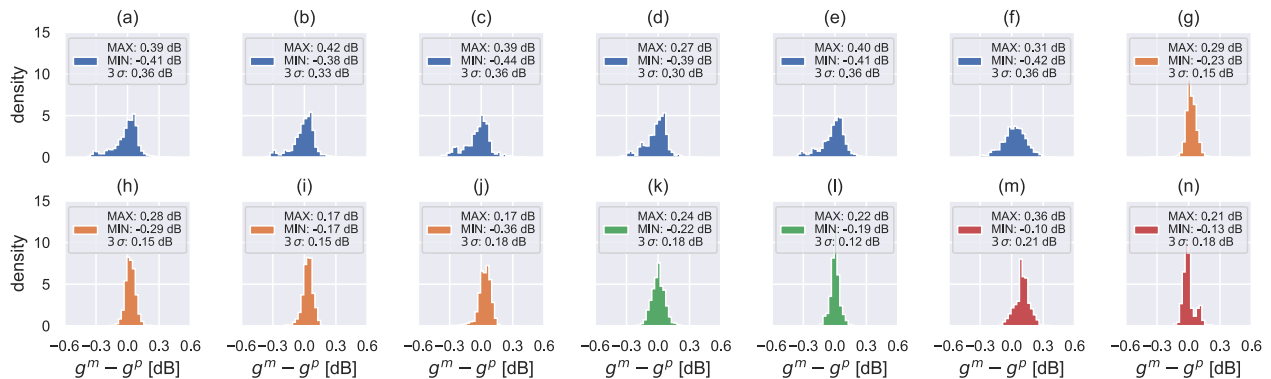 (a) (b) (c) (d) (e) (f) (g)
15
10
5
0
density
MAX: 0.39 dB
MIN: -0.41 dB
3 σ: 0.36 dB
MAX: 0.42 dB
MIN: -0.38 dB
3 σ: 0.33 dB
MAX: 0.39 dB
MIN: -0.44 dB
3 σ: 0.36 dB
MAX: 0.27 dB
MIN: -0.39 dB
3 σ: 0.30 dB
MAX: 0.40 dB
MIN: -0.41 dB
3 σ: 0.36 dB
MAX: 0.31 dB
MIN: -0.42 dB
3 σ: 0.36 dB
MAX: 0.29 dB
MIN: -0.23 dB
3 σ: 0.15 dB
(h) (i) (j) (k) (l) (m) (n)
15
10
5
0
density
MAX: 0.28 dB
MIN: -0.29 dB
3 σ: 0.15 dB
MAX: 0.17 dB
MIN: -0.17 dB
3 σ: 0.15 dB
MAX: 0.17 dB
MIN: -0.36 dB
3 σ: 0.18 dB
MAX: 0.24 dB
MIN: -0.22 dB
3 σ: 0.18 dB
MAX: 0.22 dB
MIN: -0.19 dB
3 σ: 0.12 dB
MAX: 0.36 dB
MIN: -0.10 dB
3 σ: 0.21 dB
MAX: 0.21 dB
MIN: -0.13 dB
3 σ: 0.18 dB
−0.6 −0.3 0.0 0.3 0.6 −0.3 0.0 0.3 0.6 −0.3 0.0 0.3 0.6 −0.3 0.0 0.3 0.6 −0.3 0.0 0.3 0.6 −0.3 0.0 0.3 0.6 −0.3 0.0 0.3 0.6
g^m − g^p [dB] g^m − g^p [dB] g^m − g^p [dB] g^m − g^p [dB] g^m − g^p [dB] g^m − g^p [dB] g^m − g^p [dB]